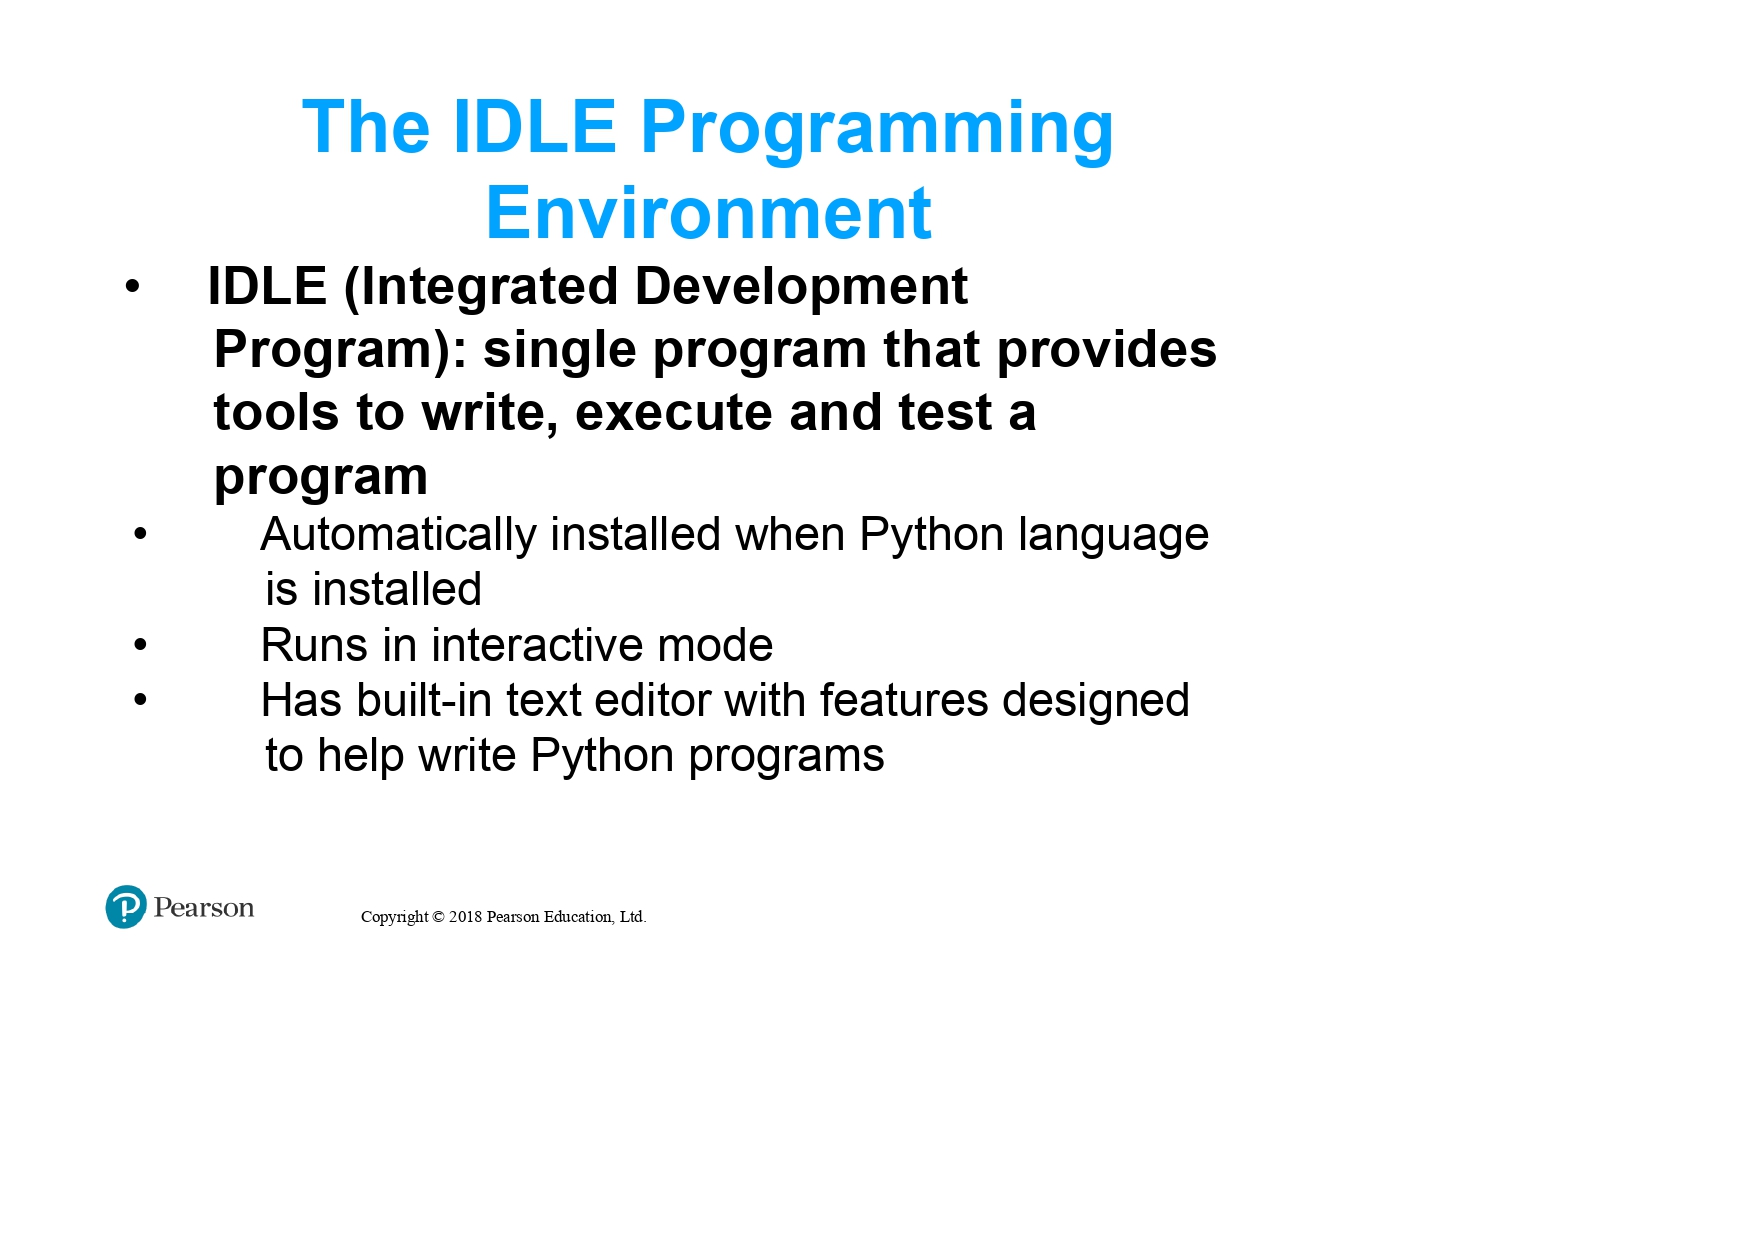 The IDLE Programming
Environment
• IDLE (Integrated Development
Program): single program that provides
tools to write, execute and test a
program
• Automatically installed when Python language
is installed
• Runs in interactive mode
• Has built-in text editor with features designed
to help write Python programs
Pearson
Copyright © 2018 Pearson Education, Ltd.